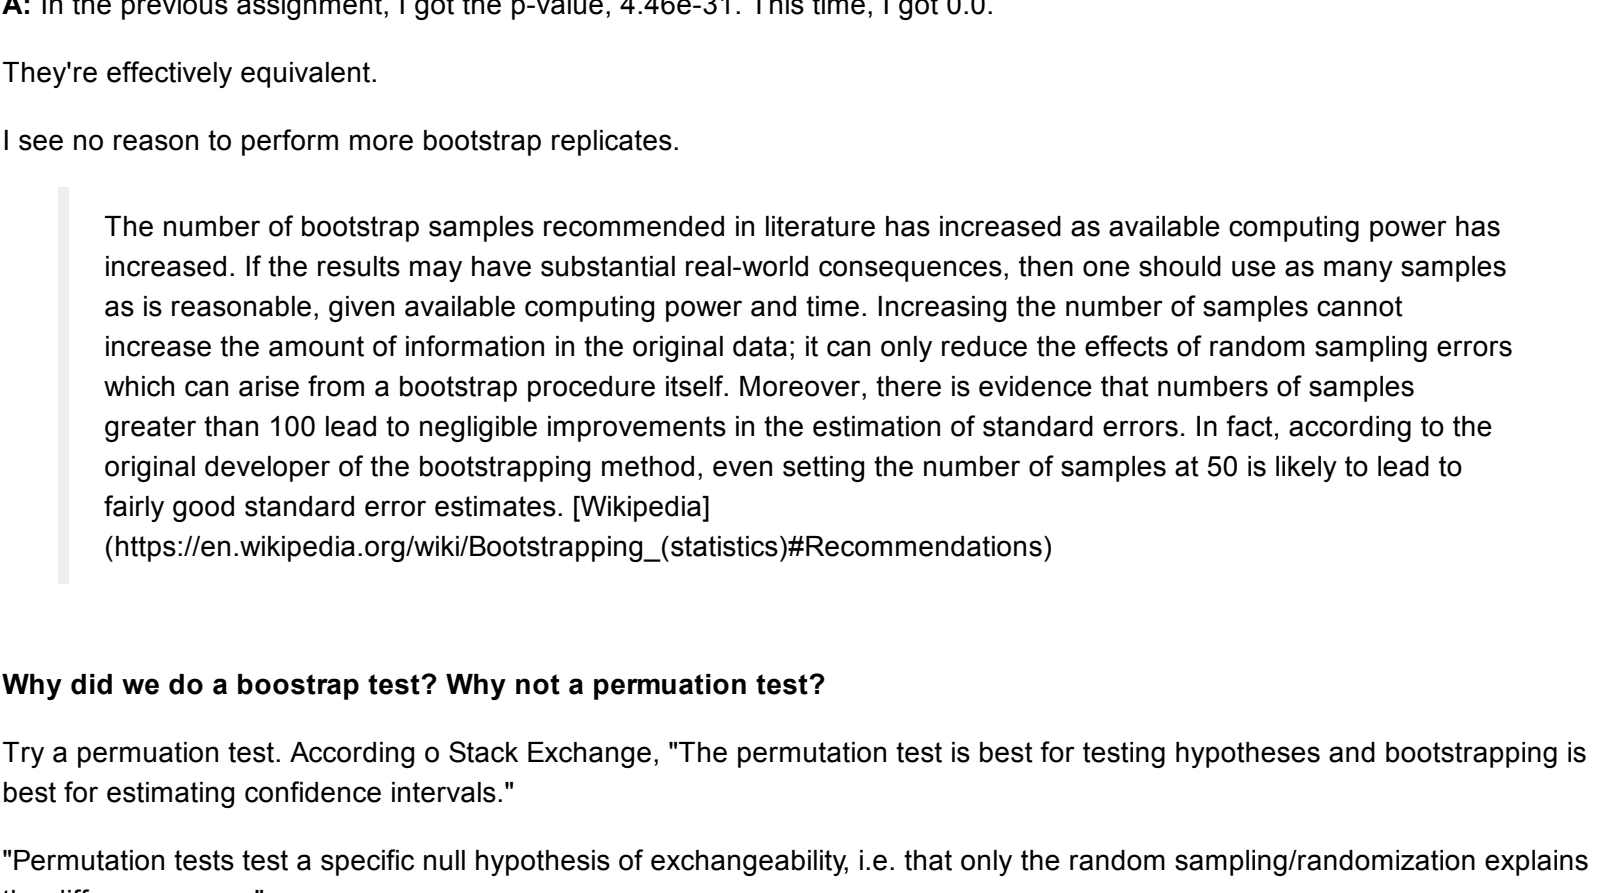 A: In the previous assignment, I got the p-value, 4.46e-31. This time, I got 0.0.
They're effectively equivalent.
I see no reason to perform more bootstrap replicates.
The number of bootstrap samples recommended in literature has increased as available computing power has
increased. If the results may have substantial real-world consequences, then one should use as many samples
as is reasonable, given available computing power and time. Increasing the number of samples cannot
increase the amount of information in the original data; it can only reduce the effects of random sampling errors
which can arise from a bootstrap procedure itself. Moreover, there is evidence that numbers of samples
greater than 100 lead to negligible improvements in the estimation of standard errors. In fact, according to the
original developer of the bootstrapping method, even setting the number of samples at 50 is likely to lead to
fairly good standard error estimates. [Wikipedia]
(https://en.wikipedia.org/wiki/Bootstrapping_(statistics)#Recommendations)
Why did we do a boostrap test? Why not a permuation test?
Try a permuation test. According o Stack Exchange, "The permutation test is best for testing hypotheses and bootstrapping is
best for estimating confidence intervals."
"Permutation tests test a specific null hypothesis of exchangeability, i.e. that only the random sampling/randomization explains